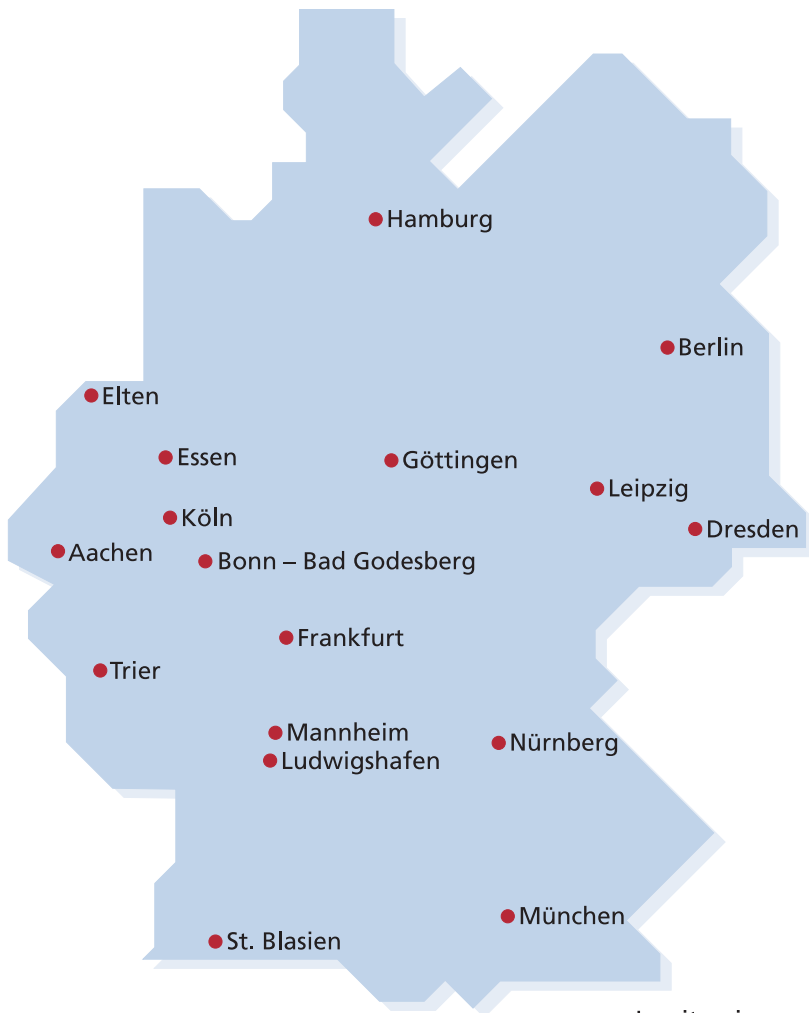 Hamburg
Berlin
Elten
Essen
Göttingen
Leipzig
Köln
Dresden
Aachen
Bonn – Bad Godesberg
Frankfurt
Trier
Mannheim
Nürnberg
Ludwigshafen
München
St. Blasien